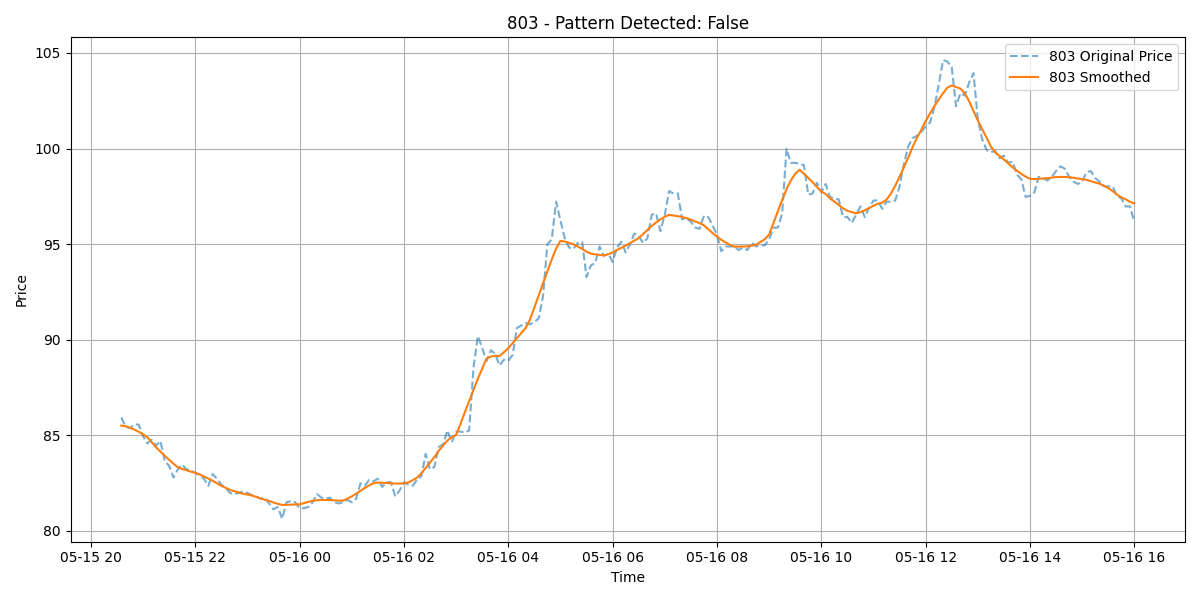 803 - Pattern Detected: False
803 Original Price
803 Smoothed
105
100
95
90
85
80
Price
05-15 20 05-15 22 05-16 00 05-16 02 05-16 04 05-16 06 05-16 08 05-16 10 05-16 12 05-16 14 05-16 16
Time